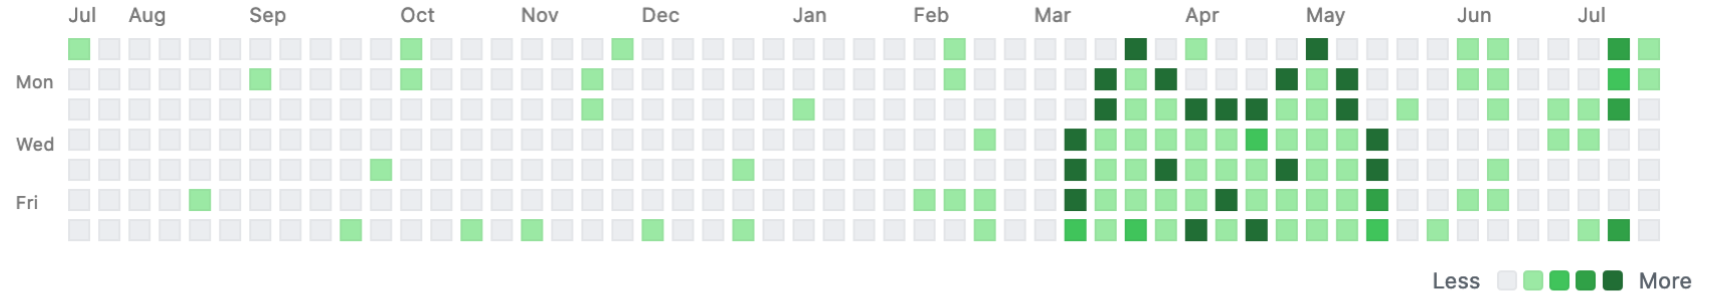 Jul Aug Sep Oct Nov Dec Jan Feb Mar Apr May Jun Jul
Mon
Wed
Fri
Less More